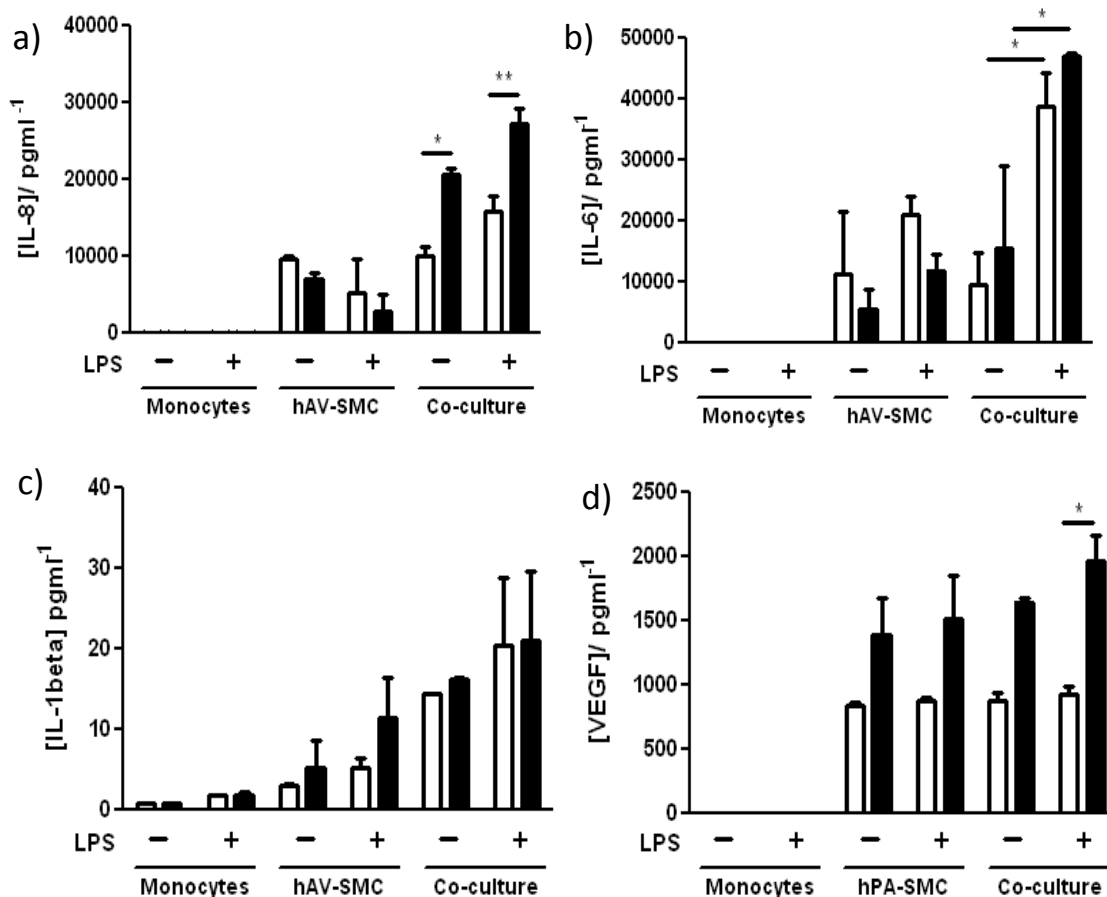 a)
40000
30000
20000
10000
0
[IL-8]/ pgml-1
*
**
LPS − + − + − +
Monocytes hAV-SMC Co-culture
b)
50000
40000
30000
20000
10000
0
[IL-6]/ pgml-1
*
*
LPS − + − + − +
Monocytes hAV-SMC Co-culture
c)
40
30
20
10
0
[IL-1beta] pgml-1
LPS − + − + − +
Monocytes hAV-SMC Co-culture
d)
2500
2000
1500
1000
500
0
[VEGF]/ pgml-1
*
LPS − + − + − +
Monocytes hPA-SMC Co-culture